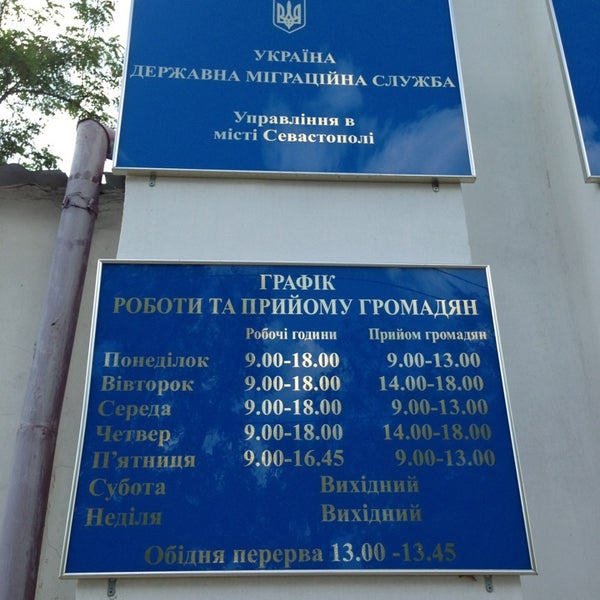 УКРАЇНА
ДЕРЖАВНА МІГРАЦІЙНА СЛУЖБА
Управління в
місті Севастополі
ГРАФІК
РОБОТИ ТА ПРИЙОМУ ГРОМАДЯН
Робочі години Прийом громадян
Понеділок 9.00-18.00 9.00-13.00
Вівторок 9.00-18.00 14.00-18.00
Середа 9.00-18.00 9.00-13.00
Четвер 9.00-18.00 14.00-18.00
П'ятниця 9.00-16.45 9.00-13.00
Субота Вихідний
Неділя Вихідний
Обідня перерва 13.00 -13.45